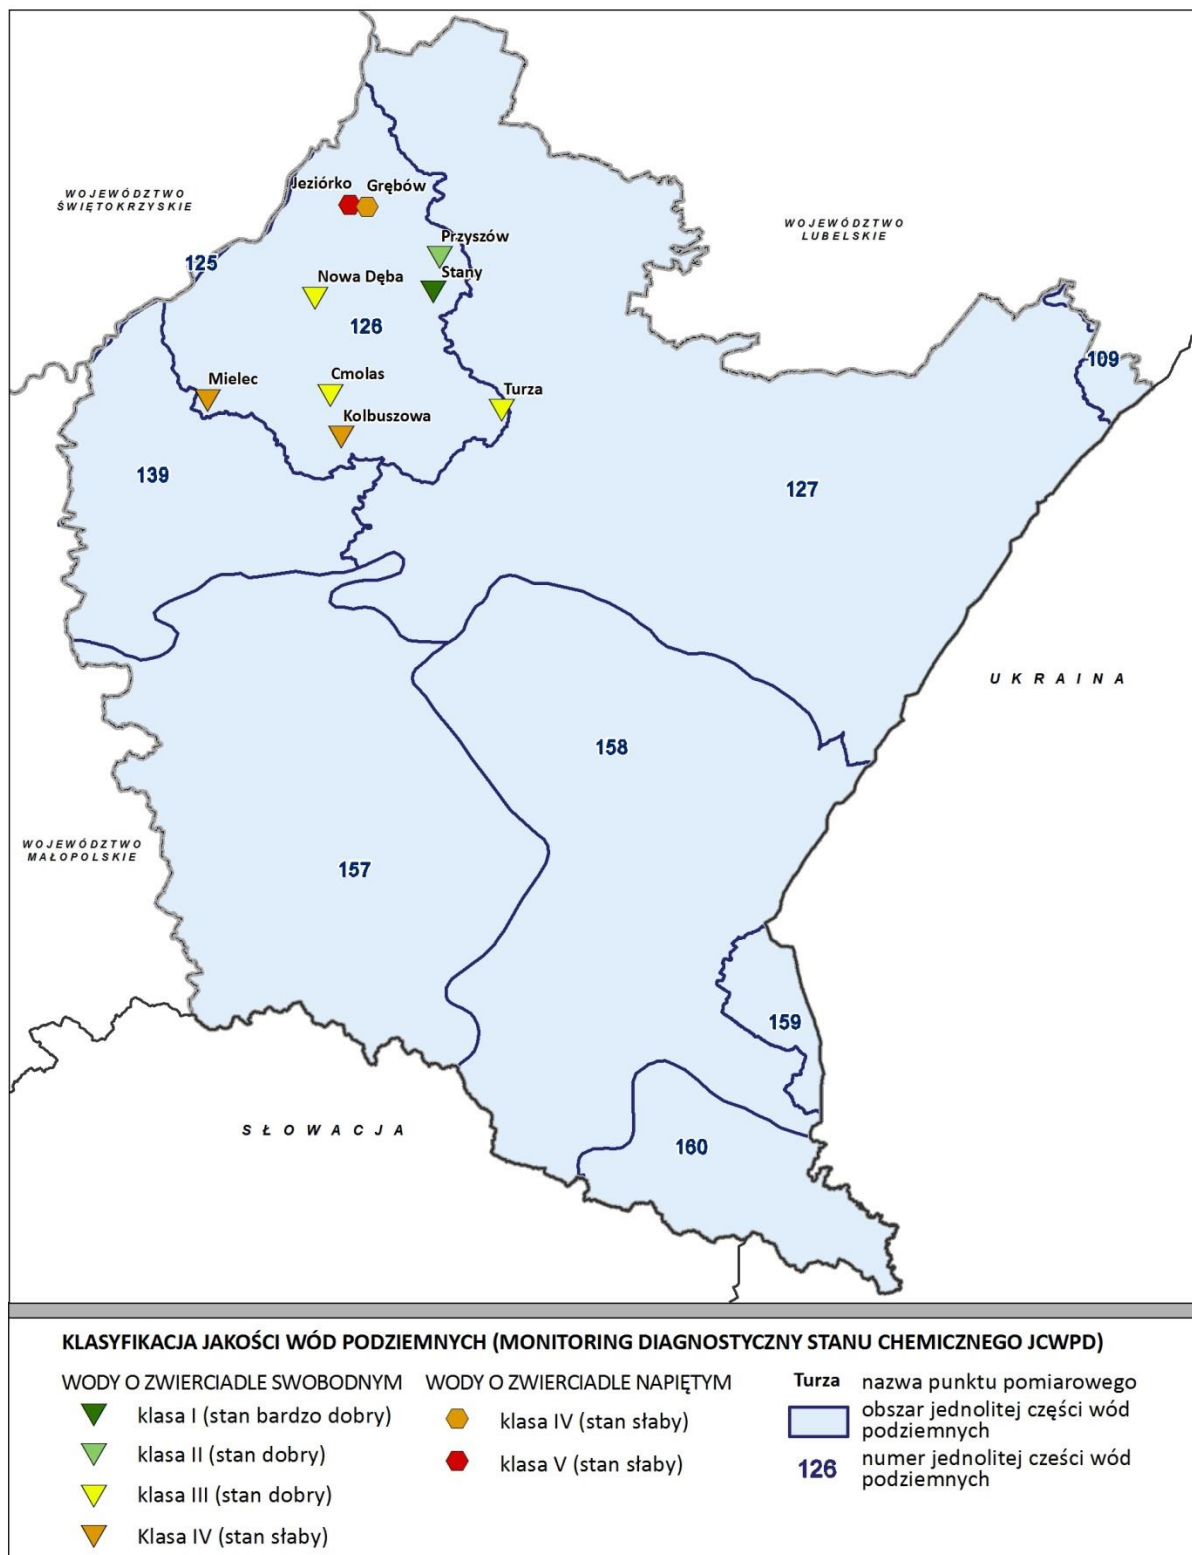 WOJEWÓDZTWO
ŚWIĘTOKRZYSKIE
Jeziórko
Grębów
WOJEWÓDZTWO
LUBELSKIE
Przyszów
125
Stany
Nowa Dęba
126
109
Mielec
Cmolas
Turza
Kolbuszowa
139
127
UKRAINA
158
WOJEWÓDZTWO
MAŁOPOLSKIE
157
159
SŁOWACJA
160
KLASYFIKACJA JAKOŚCI WÓD PODZIEMNYCH (MONITORING DIAGNOSTYCZNY STANU CHEMICZNEGO JCWPD)
WODY O ZWIERCIADLE SWOBODNYM
klasa I (stan bardzo dobry)
klasa II (stan dobry)
klasa III (stan dobry)
Klasa IV (stan słaby)
WODY O ZWIERCIADLE NAPIĘTYM
klasa IV (stan słaby)
klasa V (stan słaby)
Turza nazwa punktu pomiarowego
obszar jednolitej części wód
podziemnych
126 numer jednolitej cześci wód
podziemnych